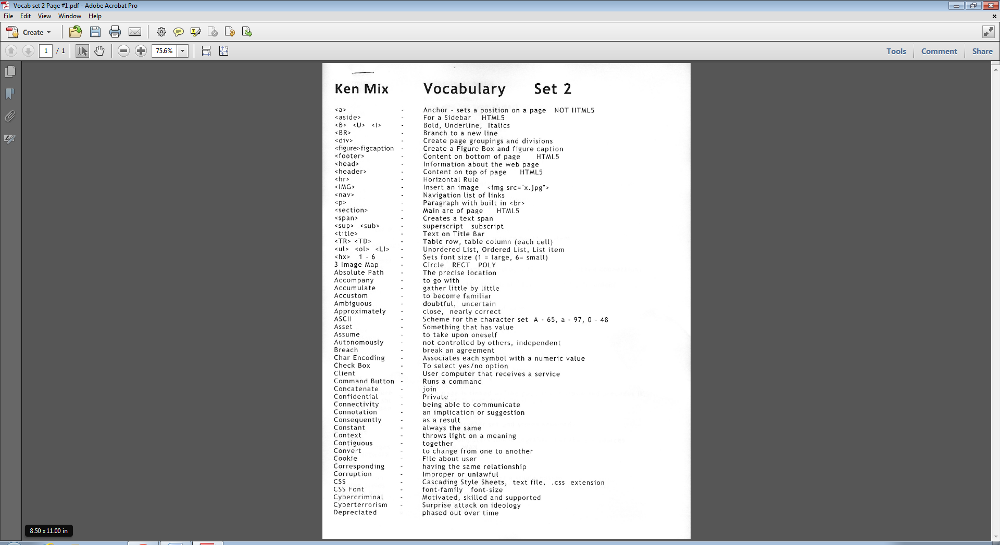 Vocab set 2 Page #1.pdf - Adobe Acrobat Pro
File Edit View Window Help
Create
1 / 1 75.6% Tools Comment Share
Ken Mix Vocabulary Set 2
<a> - Anchor - sets a position on a page NOT HTML5
<aside> - For a Sidebar HTML5
<B> <U> <I> - Bold, Underline, Italics
<BR> - Branch to a new line
<div> - Create page groupings and divisions
<figure>figcaption - Create a Figure Box and figure caption
<footer> - Content on bottom of page HTML5
<head> - Information about the web page
<header> - Content on top of page HTML5
<hr> - Horizontal Rule
<IMG> - Insert an image <img src="x.jpg">
<nav> - Navigation list of links
<p> - Paragraph with built in <br>
<section> - Main are of page HTML5
<span> - Creates a text span
<sup> <sub> - superscript subscript
<title> - Text on Title Bar
<TR> <TD> - Table row, table column (each cell)
<ul> <ol> <LI> - Unordered List, Ordered List, List item
<hx> 1 - 6 - Sets font size (1 = large, 6= small)
3 Image Map - Circle RECT POLY
Absolute Path - The precise location
Accompany - to go with
Accumulate - gather little by little
Accustom - to become familiar
Ambiguous - doubtful, uncertain
Approximately - close, nearly correct
ASCII - Scheme for the character set A - 65, a - 97, 0 - 48
Asset - Something that has value
Assume - to take upon oneself
Autonomously - not controlled by others, independent
Breach - break an agreement
Char Encoding - Associates each symbol with a numeric value
Check Box - To select yes/no option
Client - User computer that receives a service
Command Button - Runs a command
Concatenate - join
Confidential - Private
Connectivity - being able to communicate
Connotation - an implication or suggestion
Consequently - as a result
Constant - always the same
Context - throws light on a meaning
Contiguous - together
Convert - to change from one to another
Cookie - File about user
Corresponding - having the same relationship
Corruption - Improper or unlawful
CSS - Cascading Style Sheets, text file, .css extension
CSS Font - font-family font-size
Cybercriminal - Motivated, skilled and supported
Cyberterrorism - Surprise attack on ideology
Depreciated - phased out over time
8.50 x 11.00 in